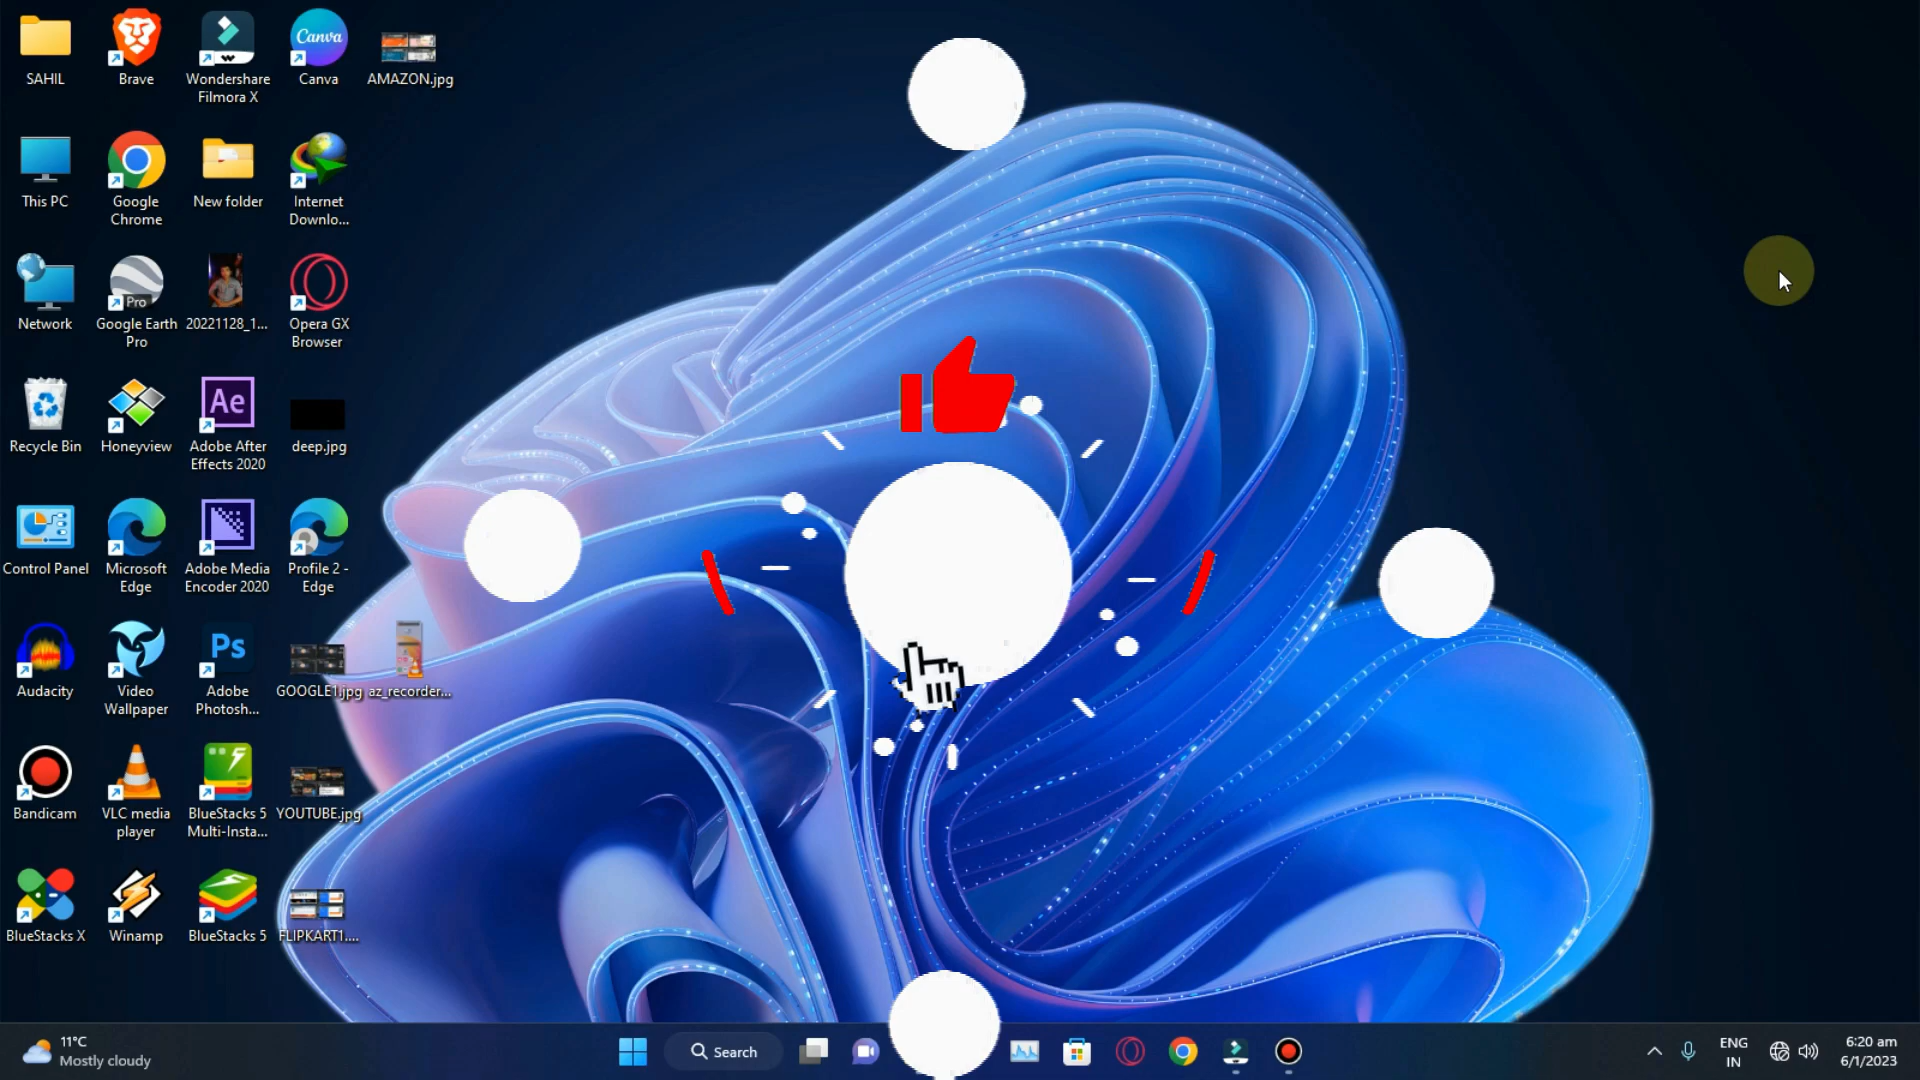 SAHIL
Brave
Wondershare
Filmora X
Canva
Canva
AMAZON.jpg
This PC
Google
Chrome
New folder
Internet
Downlo...
Network
Pro
Google Earth
Pro
20221128_1...
Opera GX
Browser
Recycle Bin
Honeyview
Ae
Adobe After
Effects 2020
deep.jpg
Control Panel
Microsoft
Edge
Adobe Media
Encoder 2020
Profile 2 -
Edge
Audacity
Video
Wallpaper
Ps
Adobe
Photosh...
GOOGLE1.jpg
az_recorder...
Bandicam
VLC media
player
BlueStacks 5
Multi-Insta...
YOUTUBE.jpg
BlueStacks X
Winamp
BlueStacks 5
FLIPKART1....
11°C
Mostly cloudy
Search
ENG
IN
6:20 am
6/1/2023